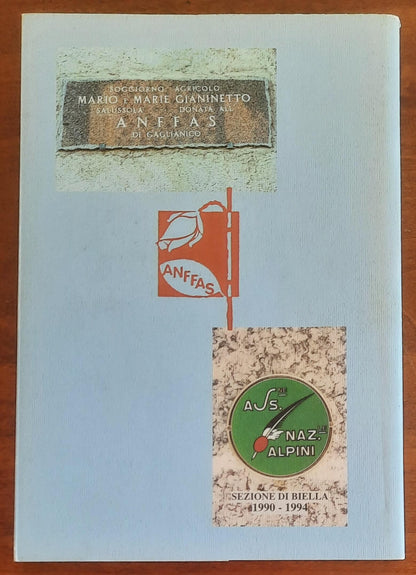 SOGGIORNO AGRICOLO
MARIO E MARIE GIANINETTO
SALUSSOLA DONATA ALL'
ANFFAS
DI GAGLIANICO
ANFFAS
ASS.NE
NAZ.LE
ALPINI
SEZIONE DI BIELLA
1990 - 1994